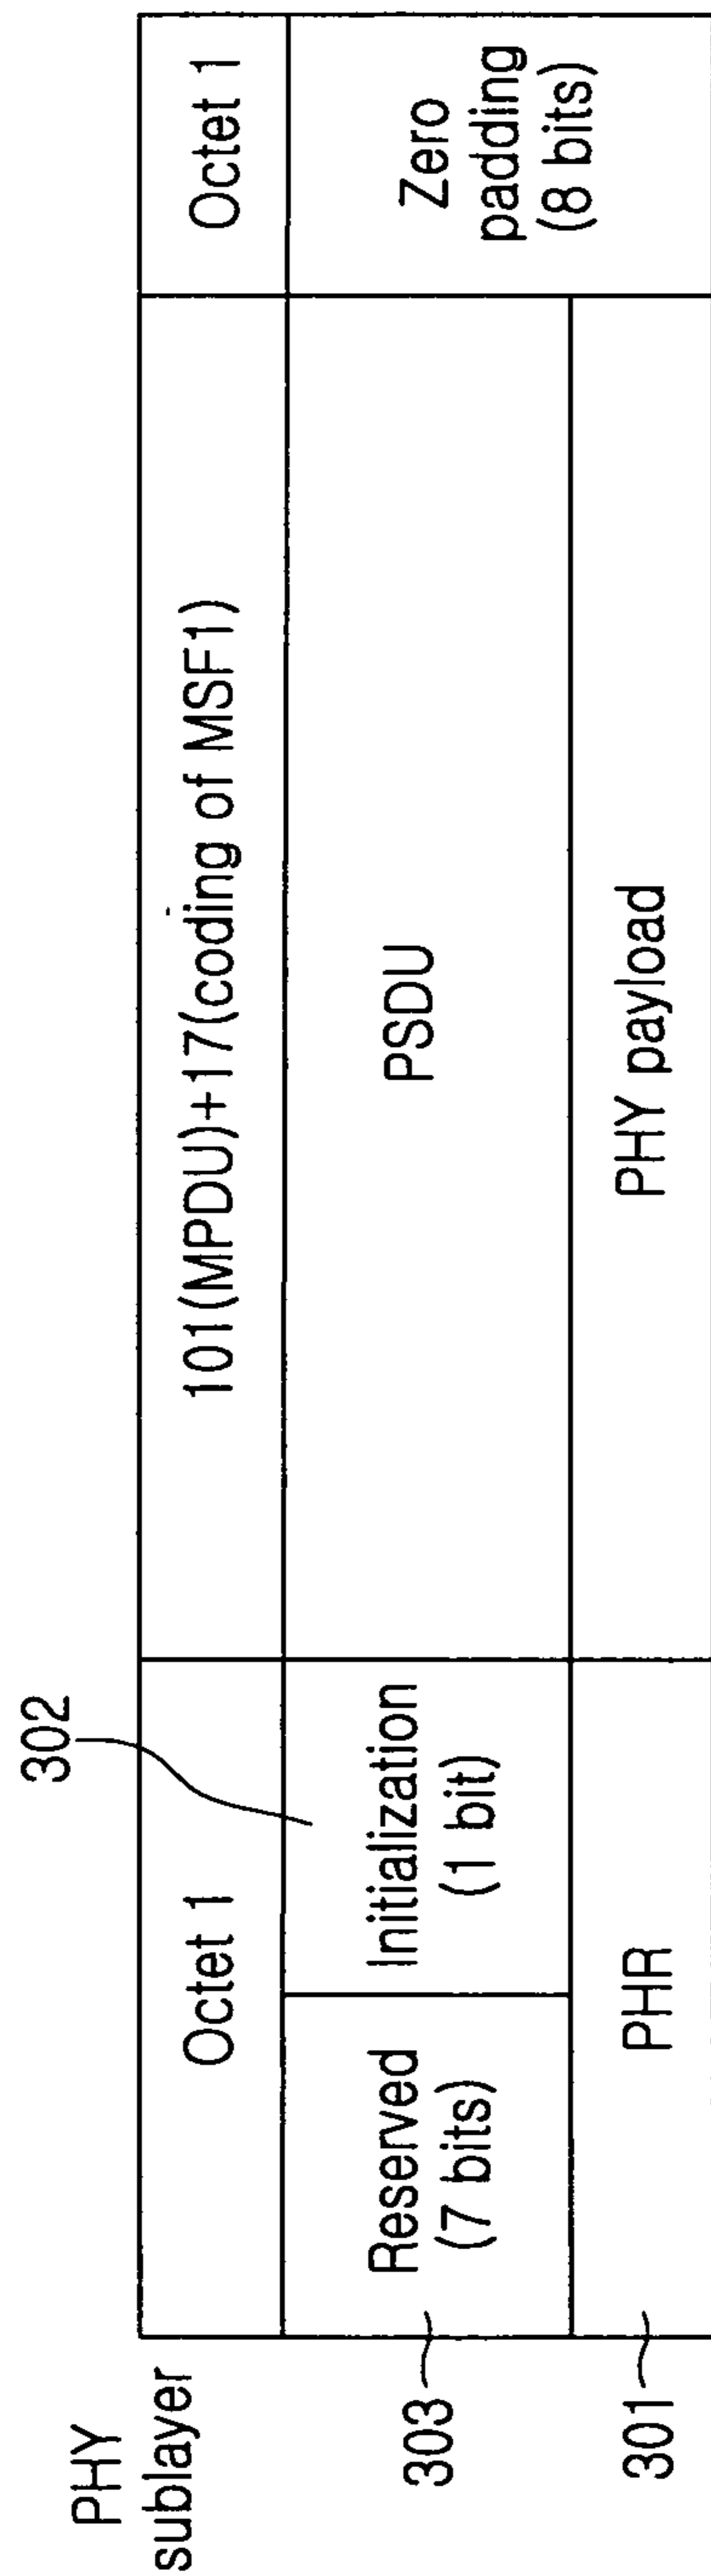 PHY
sublayer
302
Octet 1
101(MPDU)+17(coding of MSF1)
Octet 1
303
Reserved
(7 bits)
Initialization
(1 bit)
PSDU
Zero
padding
(8 bits)
301
PHR
PHY payload